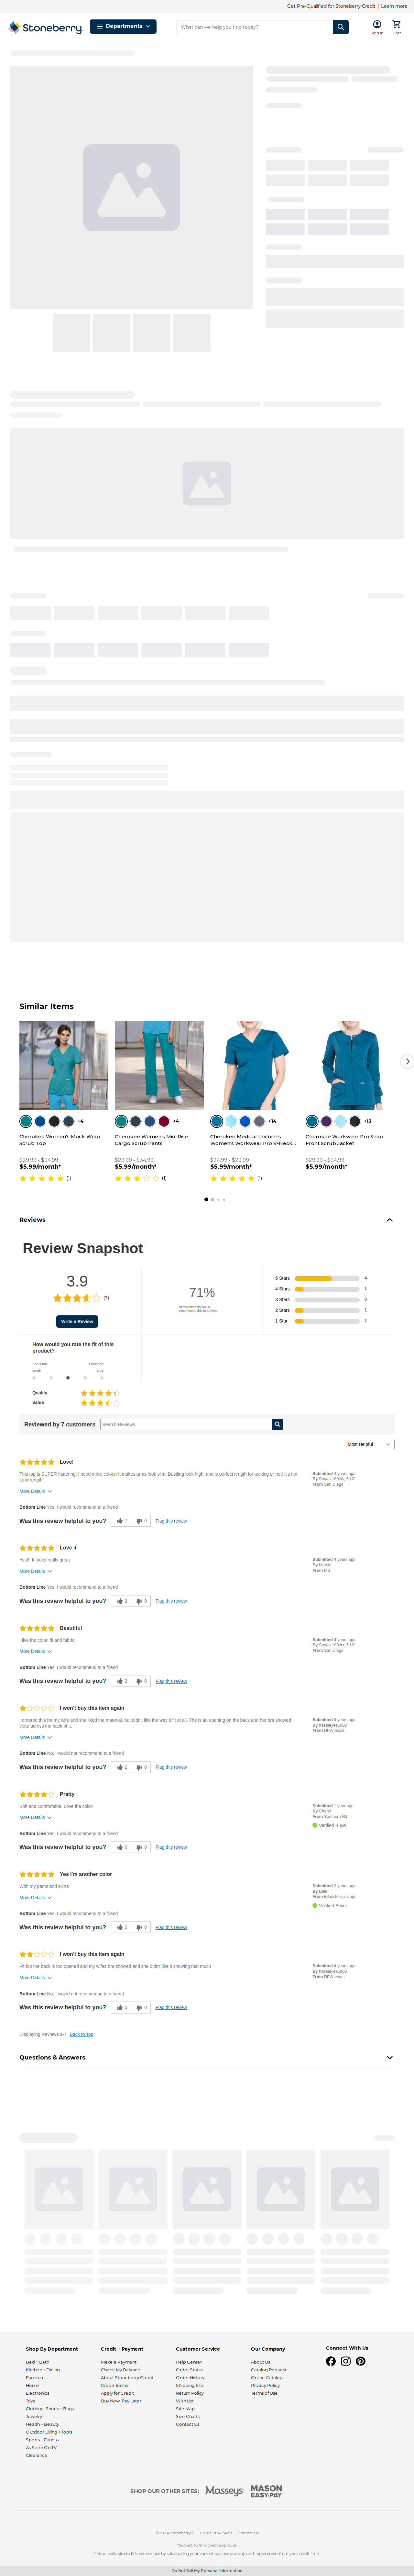 Get Pre-Qualified for Stoneberry Credit | Learn more
Stoneberry
Departments
What can we help you find today?
Sign In
Cart
Similar Items
+4
Cherokee Women's Mock Wrap Scrub Top
$29.99 - $34.99
$5.99/month*
(1)
+4
Cherokee Women's Mid-Rise Cargo Scrub Pants
$29.99 - $34.99
$5.99/month*
(1)
+14
Cherokee Medical Uniforms Women's Workwear Pro V-Neck...
$24.99 - $29.99
$5.99/month*
(1)
+13
Cherokee Workwear Pro Snap Front Scrub Jacket
$29.99 - $34.99
$5.99/month*
Reviews
Review Snapshot
3.9
(7)
Write a Review
71%
of respondents would recommend this to a friend
5 Stars 4
4 Stars 1
3 Stars 0
2 Stars 1
1 Star 1
How would you rate the fit of this product?
Feels too small
Feels too large
Quality
Value
Reviewed by 7 customers
Search Reviews
Most Helpful
Love!
This top is SUPER flattering! I need more colors! It makes arms look slim. Bustling look high, and is perfect length for tucking or not! It's not tunic length
More Details
Bottom Line Yes, I would recommend to a friend
Was this review helpful to you? 7 0 Flag this review
Submitted 4 years ago
By Susan 160lbs, 5'10"
From San Diego
Love it
Yes!!! It looks really great
More Details
Bottom Line Yes, I would recommend to a friend
Was this review helpful to you? 2 0 Flag this review
Submitted 4 years ago
By Marcie
From MS
Beautiful
I live the color, fit and fabric!
More Details
Bottom Line Yes, I would recommend to a friend
Was this review helpful to you? 2 0 Flag this review
Submitted 4 years ago
By Susan 160lbs, 5'10"
From San Diego
I won't buy this item again
I ordered this for my wife and she liked the material, but didn't like the way it fit at all. The is an opening on the back and her bra showed clear across the back of it.
More Details
Bottom Line No, I would not recommend to a friend
Was this review helpful to you? 2 0 Flag this review
Submitted 4 years ago
By hazeleyez5000
From DFW texas
Pretty
Soft and comfortable. Love the color!
More Details
Bottom Line Yes, I would recommend to a friend
Was this review helpful to you? 0 0 Flag this review
Submitted 1 year ago
By Cheryl
From Southern NJ
Verified Buyer
Yes I'm another color
With my pants and skirts
More Details
Bottom Line Yes, I would recommend to a friend
Was this review helpful to you? 0 0 Flag this review
Submitted 2 years ago
By Lillie
From Biloxi Mississippi
Verified Buyer
I won't buy this item again
Fit but the back is too opened and my wifes bra showed and she didn't like it showing that much
More Details
Bottom Line No, I would not recommend to a friend
Was this review helpful to you? 0 0 Flag this review
Submitted 4 years ago
By hazeleyez5000
From DFW texas
Displaying Reviews 1-7 Back to Top
Questions & Answers
Shop By Department
Bed + Bath
Kitchen + Dining
Furniture
Home
Electronics
Toys
Clothing, Shoes + Bags
Jewelry
Health + Beauty
Outdoor Living + Tools
Sports + Fitness
As Seen On TV
Clearance
Credit + Payment
Make a Payment
Check My Balance
About Stoneberry Credit
Credit Terms
Apply for Credit
Buy Now, Pay Later
Customer Service
Help Center
Order Status
Order History
Shipping Info
Return Policy
Wish List
Site Map
Size Charts
Contact Us
Our Company
About Us
Catalog Request
Online Catalog
Privacy Policy
Terms of Use
Connect With Us
SHOP OUR OTHER SITES:
Masseys
MASON EASY-PAY
©2024 Stoneberry® | 1-800-704-5480 | Contact Us
*Subject to final credit approval.
**Your available credit is determined by subtracting your current balance and any unshipped orders from your credit limit.
Do Not Sell My Personal Information